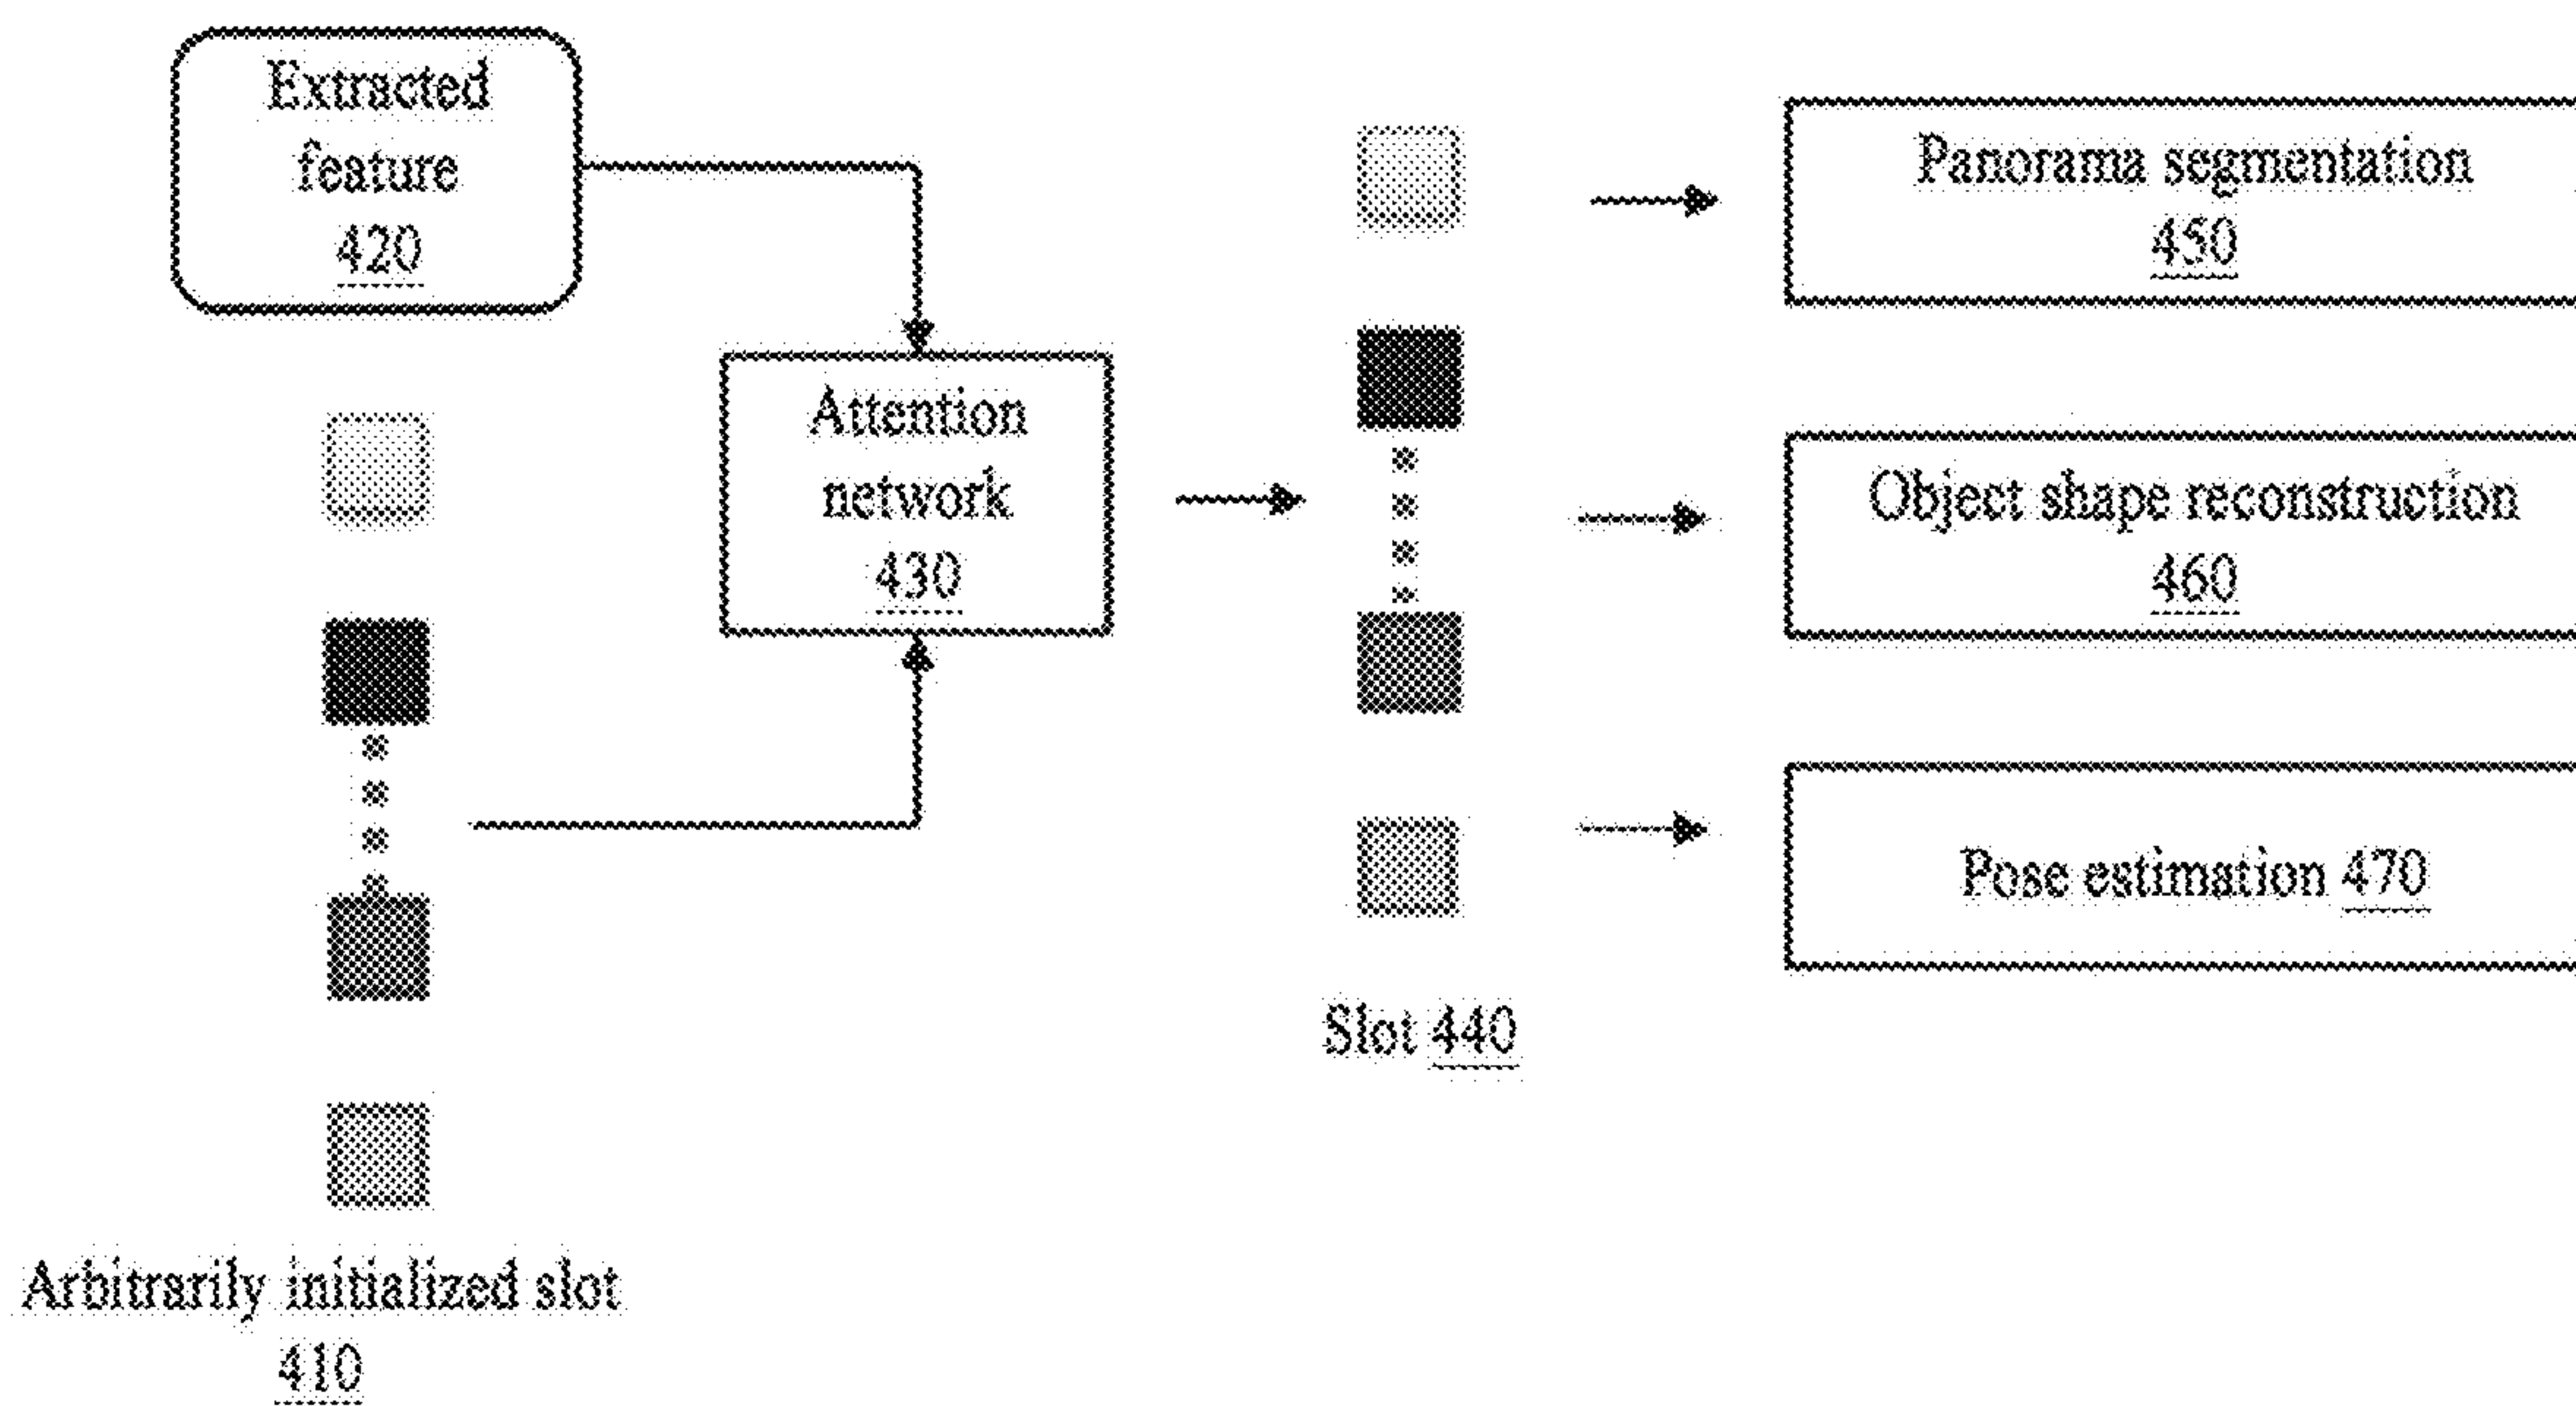 Extracted
feature
420
Attention
network
430
Panorama segmentation
450
Object shape reconstruction
460
Pose estimation 470
Slot 440
Arbitrarily initialized slot
410